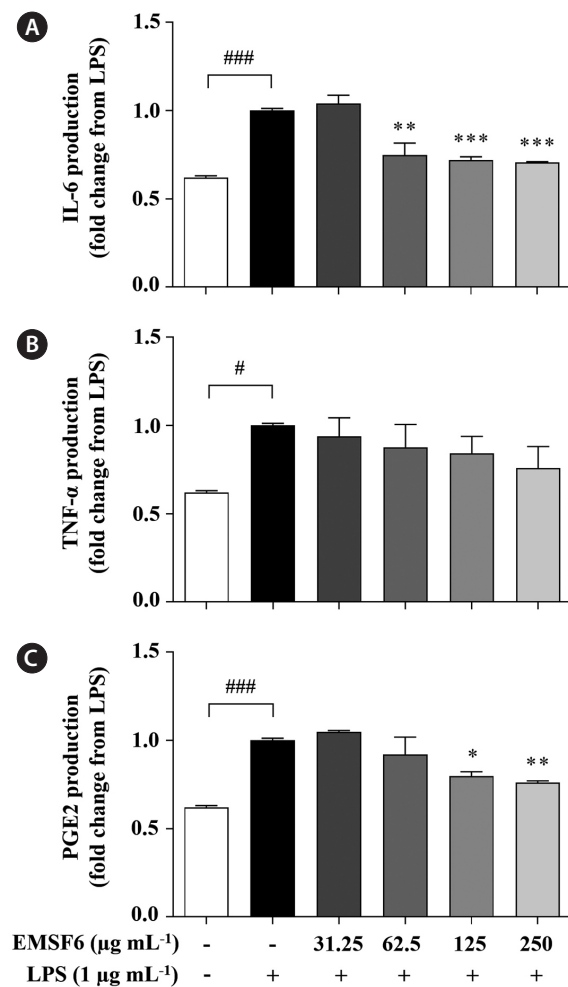 A
IL-6 production
(fold change from LPS)
1.5
1.0
0.5
0.0
###
**
***
***
B
TNF-α production
(fold change from LPS)
1.5
1.0
0.5
0.0
#
C
PGE2 production
(fold change from LPS)
1.5
1.0
0.5
0.0
###
*
**
EMSF6 (µg mL⁻¹) - - 31.25 62.5 125 250
LPS (1 µg mL⁻¹) - + + + + +